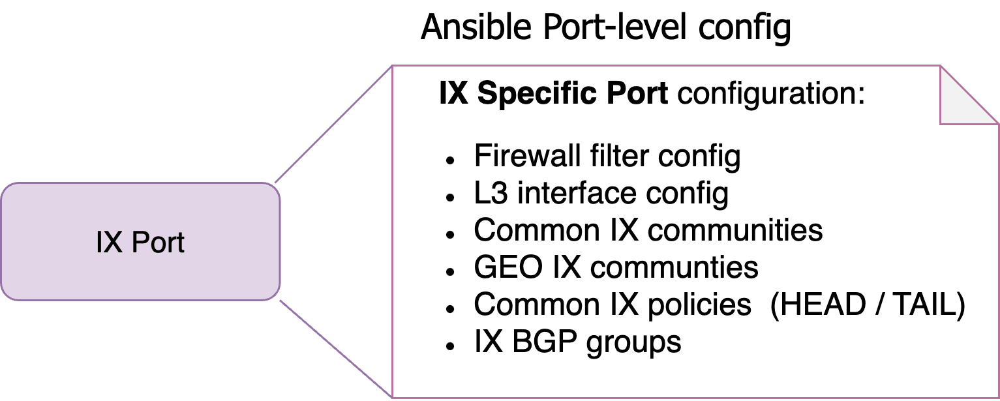 Ansible Port-level config
IX Specific Port configuration:
• Firewall filter config
• L3 interface config
• Common IX communities
• GEO IX communties
• Common IX policies  (HEAD / TAIL)
• IX BGP groups
IX Port